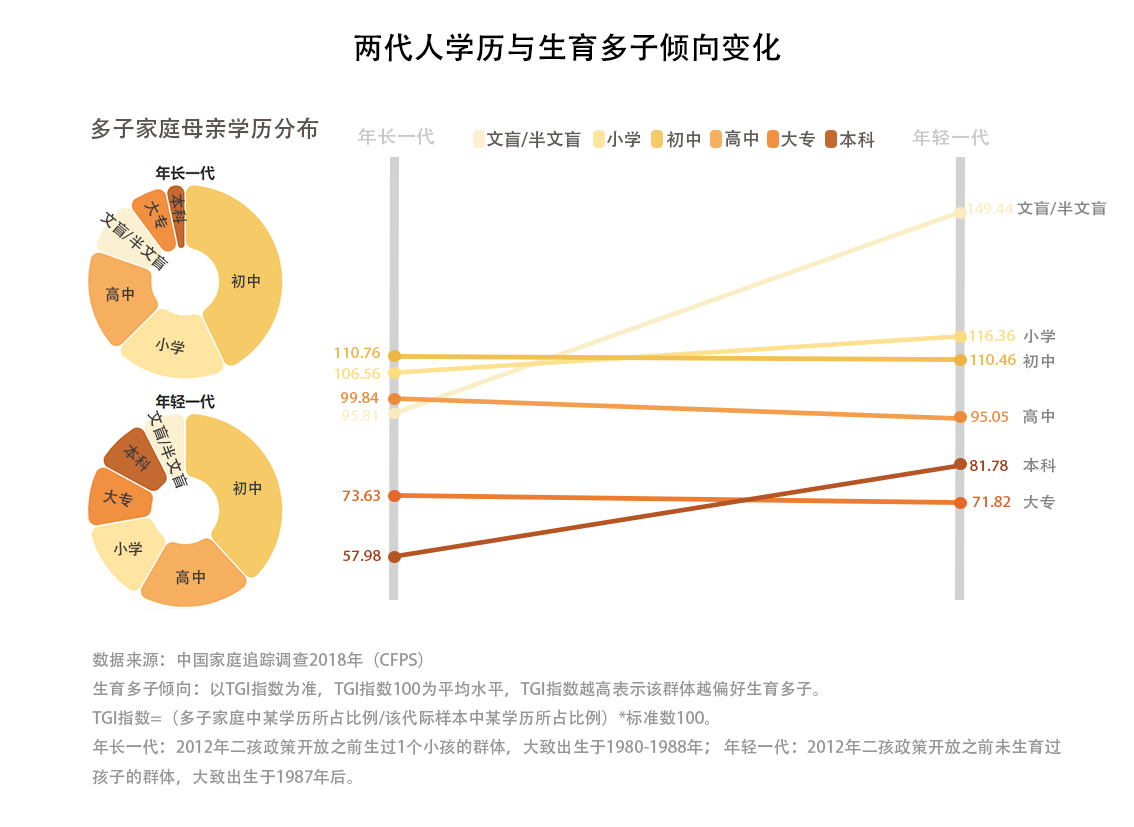 两代人学历与生育多子倾向变化
多子家庭母亲学历分布
年长一代
本科
大专
文盲/半文盲
高中
小学
初中
年轻一代
文盲/半文盲
本科
大专
小学
高中
初中
年长一代
文盲/半文盲 小学 初中 高中 大专 本科
年轻一代
149.44 文盲/半文盲
116.36 小学
110.46 初中
95.05 高中
81.78 本科
71.82 大专
110.76
106.56
99.84
95.81
73.63
57.98
数据来源：中国家庭追踪调查2018年（CFPS）
生育多子倾向：以TGI指数为准，TGI指数100为平均水平，TGI指数越高表示该群体越偏好生育多子。
TGI指数=（多子家庭中某学历所占比例/该代际样本中某学历所占比例）*标准数100。
年长一代：2012年二孩政策开放之前生过1个小孩的群体，大致出生于1980-1988年； 年轻一代：2012年二孩政策开放之前未生育过
孩子的群体，大致出生于1987年后。